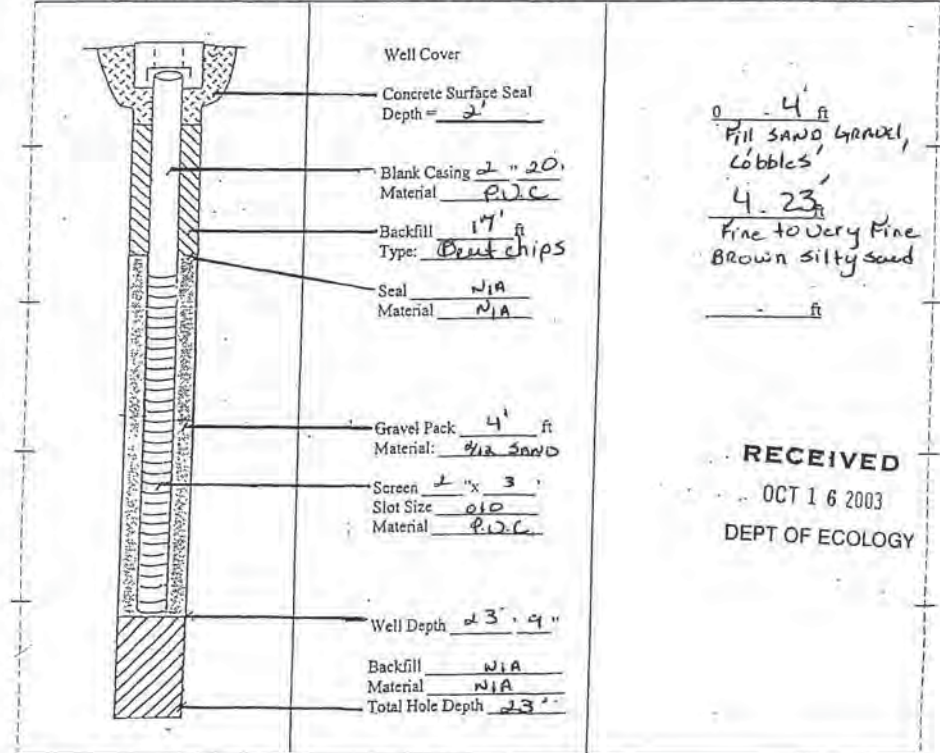 Well Cover
Concrete Surface Seal
Depth = 2'
Blank Casing 2 " 20'
Material P.V.C
Backfill 17' ft
Type: Bent chips
Seal N/A
Material N/A
Gravel Pack 4' ft
Material: 2/12 SAND
Screen 2 " x 3 '
Slot Size 010
Material P.V.C.
Well Depth 23' . 9 "
Backfill N/A
Material N/A
Total Hole Depth 23'
0 - 4' ft
Fill SAND GRAVEL,
Cobbles
4 - 23' ft
Fine to Very Fine
BROWN silty sand
- ft
RECEIVED
OCT 16 2003
DEPT OF ECOLOGY